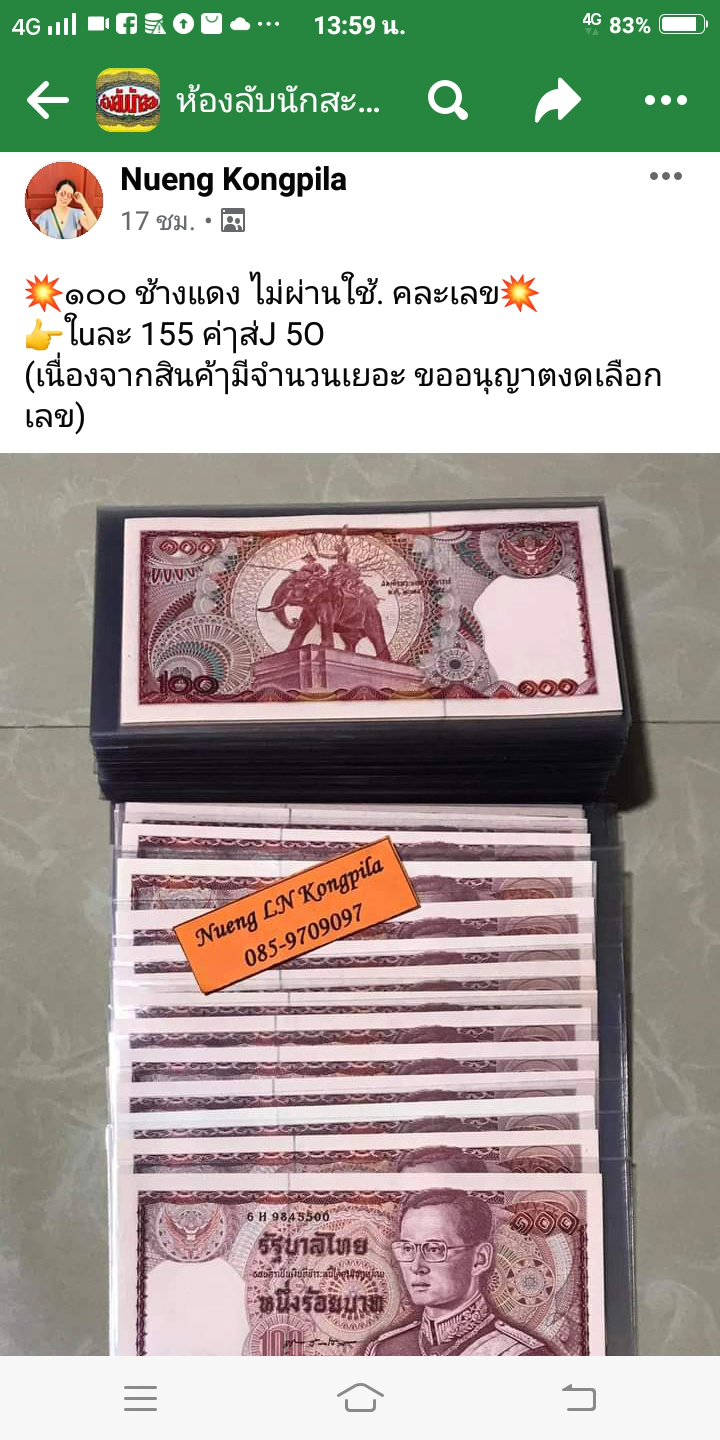 4G 13:59 น. 4G 83%
ห้องลับนักสะ...
Nueng Kongpila
17 ชม. •
💥๑๐๐ ช้างแดง ไม่ผ่านใช้. คละเลข💥
👉ใบละ 155 ค่ๅส่J 5O
(เนื่องจากสินค้ๅมีจำนวนเยอะ ขออนุญาตงดเลือก
เลข)
๑๐๐
100
๑๐๐
Nueng LN Kongpila
085-9709097
6 H 9845500
๑๐๐
รัฐบาลไทย
หนึ่งร้อยบาท